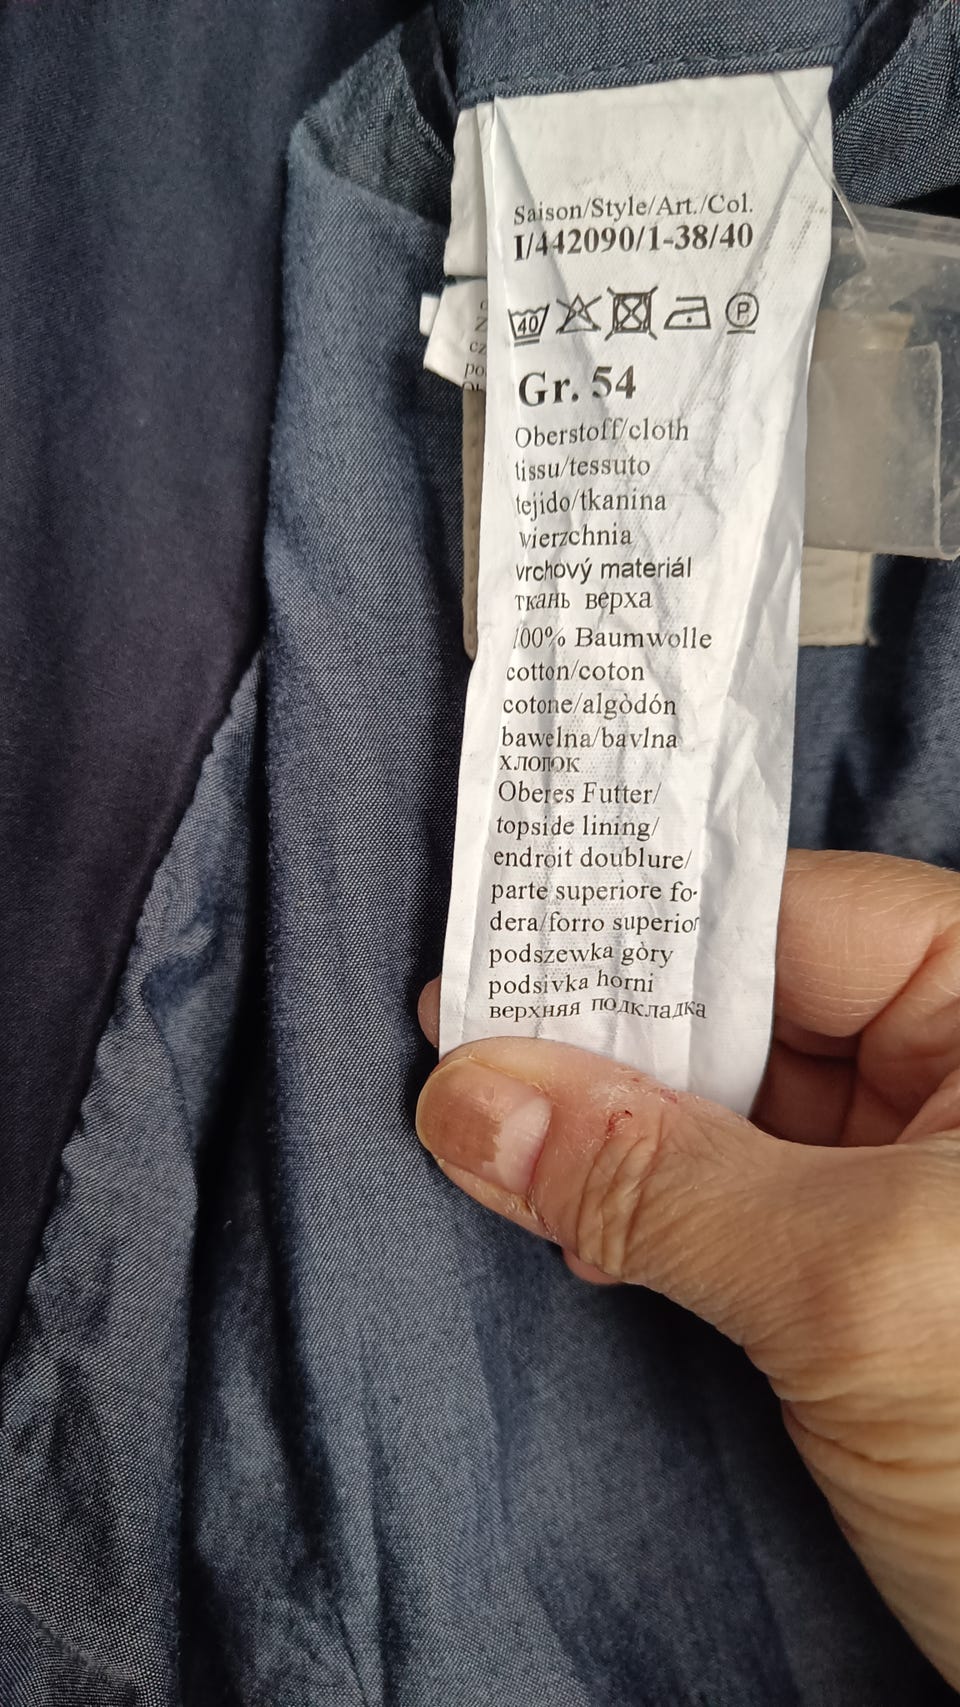 Saison/Style/Art./Col.
I/442090/1-38/40
40 P
Gr. 54
Oberstoff/cloth
tissu/tessuto
tejido/tkanina
wierzchnia
vrchový materiál
ткань верха
100% Baumwolle
cotton/coton
cotone/algòdón
bawelna/bavlna
хлопок
Oberes Futter/
topside lining/
endroit doublure/
parte superiore fo-
dera/forro superior
podszewka gòry
podsivka horni
верхняя подкладка